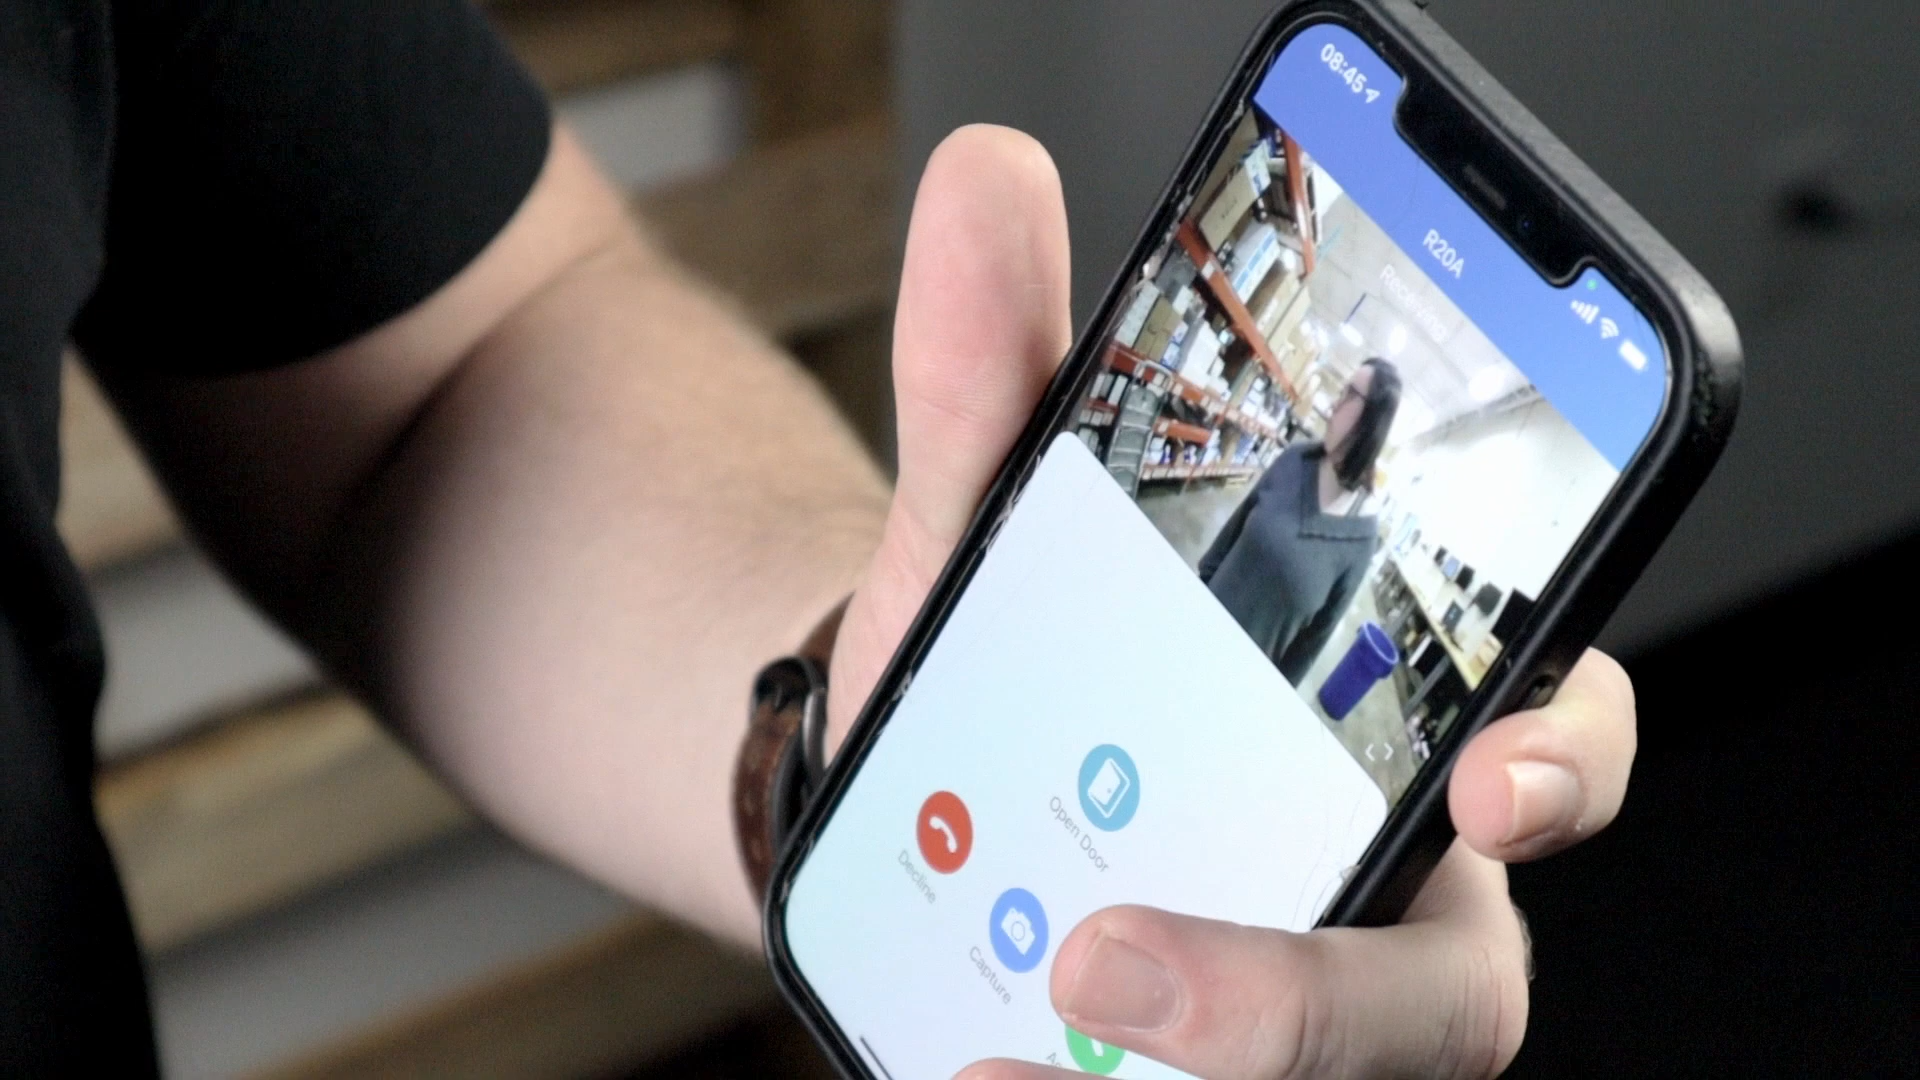 08:45
R20A
Receiving
Open Door
Decline
Capture